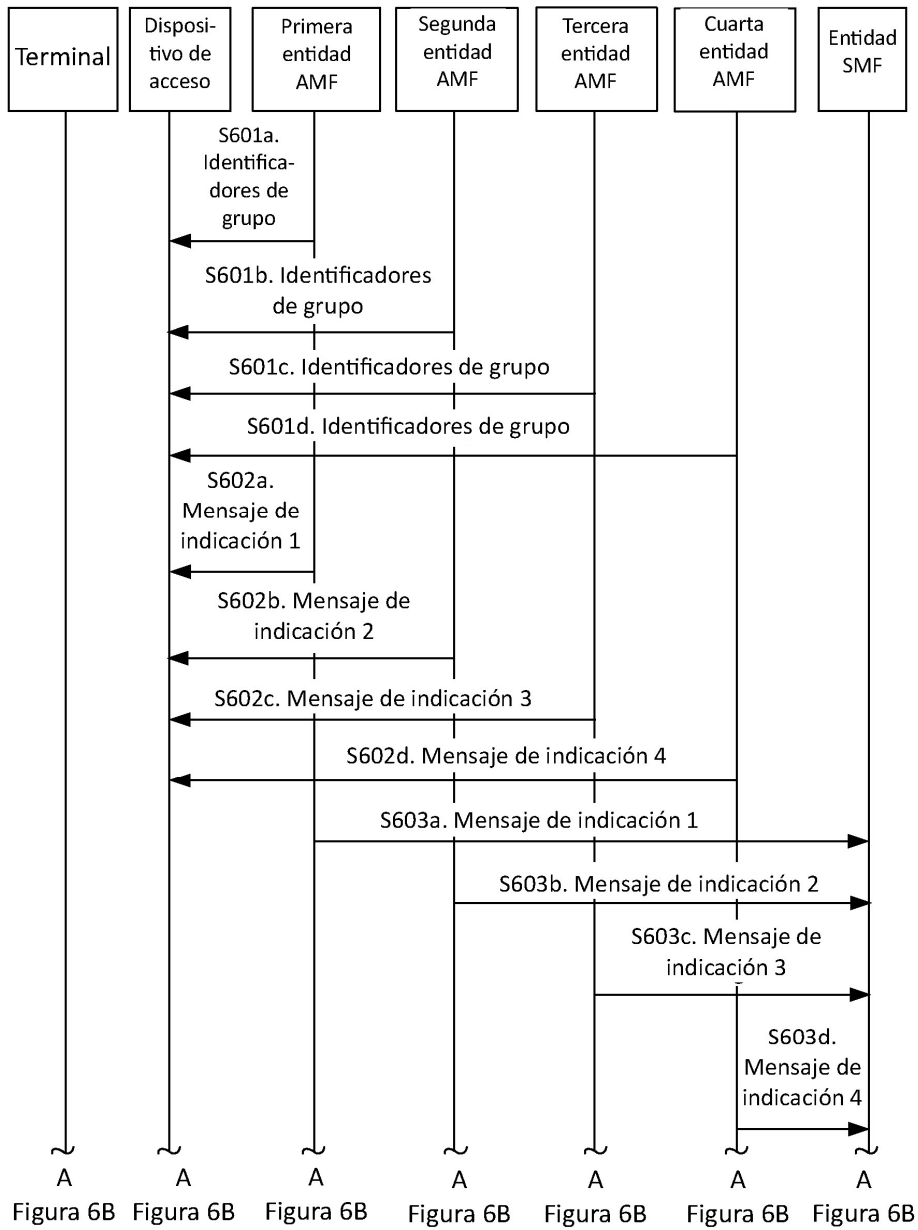 Terminal
Disposi-
tivo de
acceso
Primera
entidad
AMF
Segunda
entidad
AMF
Tercera
entidad
AMF
Cuarta
entidad
AMF
Entidad
SMF
S601a.
Identifica-
dores de
grupo
S601b. Identificadores
de grupo
S601c. Identificadores de grupo
S601d. Identificadores de grupo
S602a.
Mensaje de
indicación 1
S602b. Mensaje de
indicación 2
S602c. Mensaje de indicación 3
S602d. Mensaje de indicación 4
S603a. Mensaje de indicación 1
S603b. Mensaje de indicación 2
S603c. Mensaje de
indicación 3
S603d.
Mensaje de
indicación 4
A A A A A A A
Figura 6B Figura 6B Figura 6B Figura 6B Figura 6B Figura 6B Figura 6B